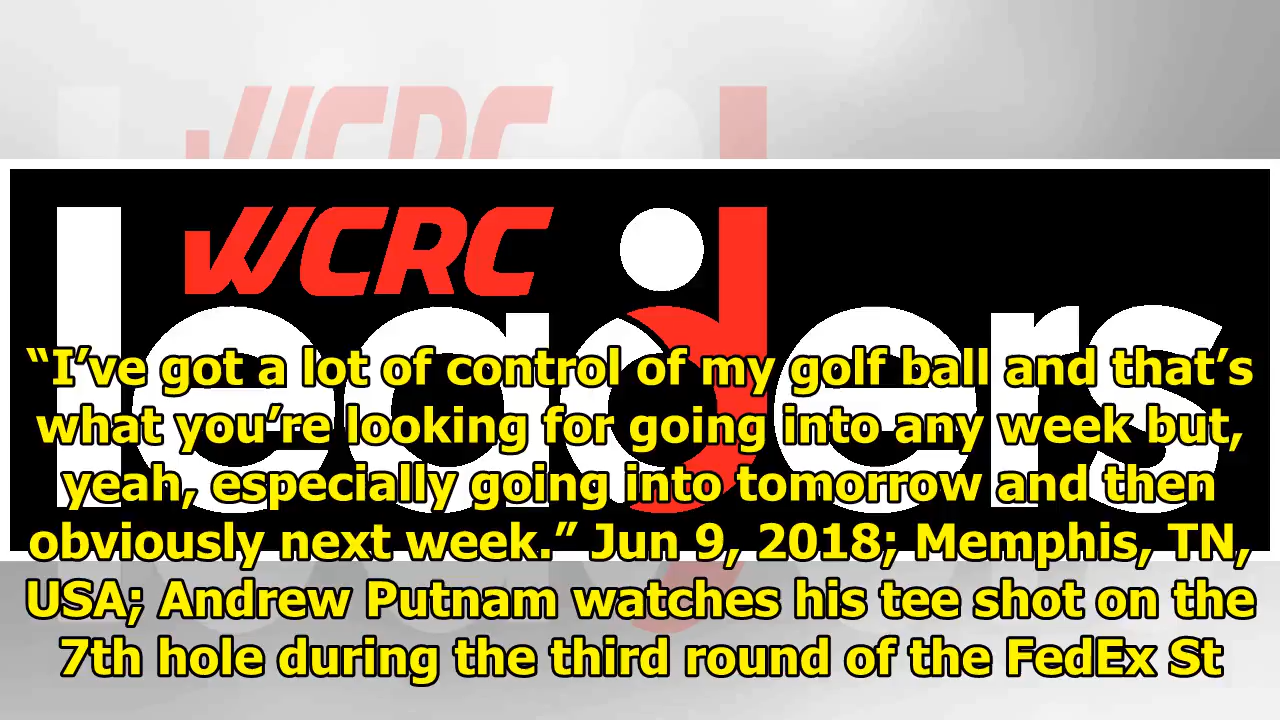 WCRC
leaders
“I’ve got a lot of control of my golf ball and that’s
what you’re looking for going into any week but,
yeah, especially going into tomorrow and then
obviously next week.” Jun 9, 2018; Memphis, TN,
USA; Andrew Putnam watches his tee shot on the
7th hole during the third round of the FedEx St